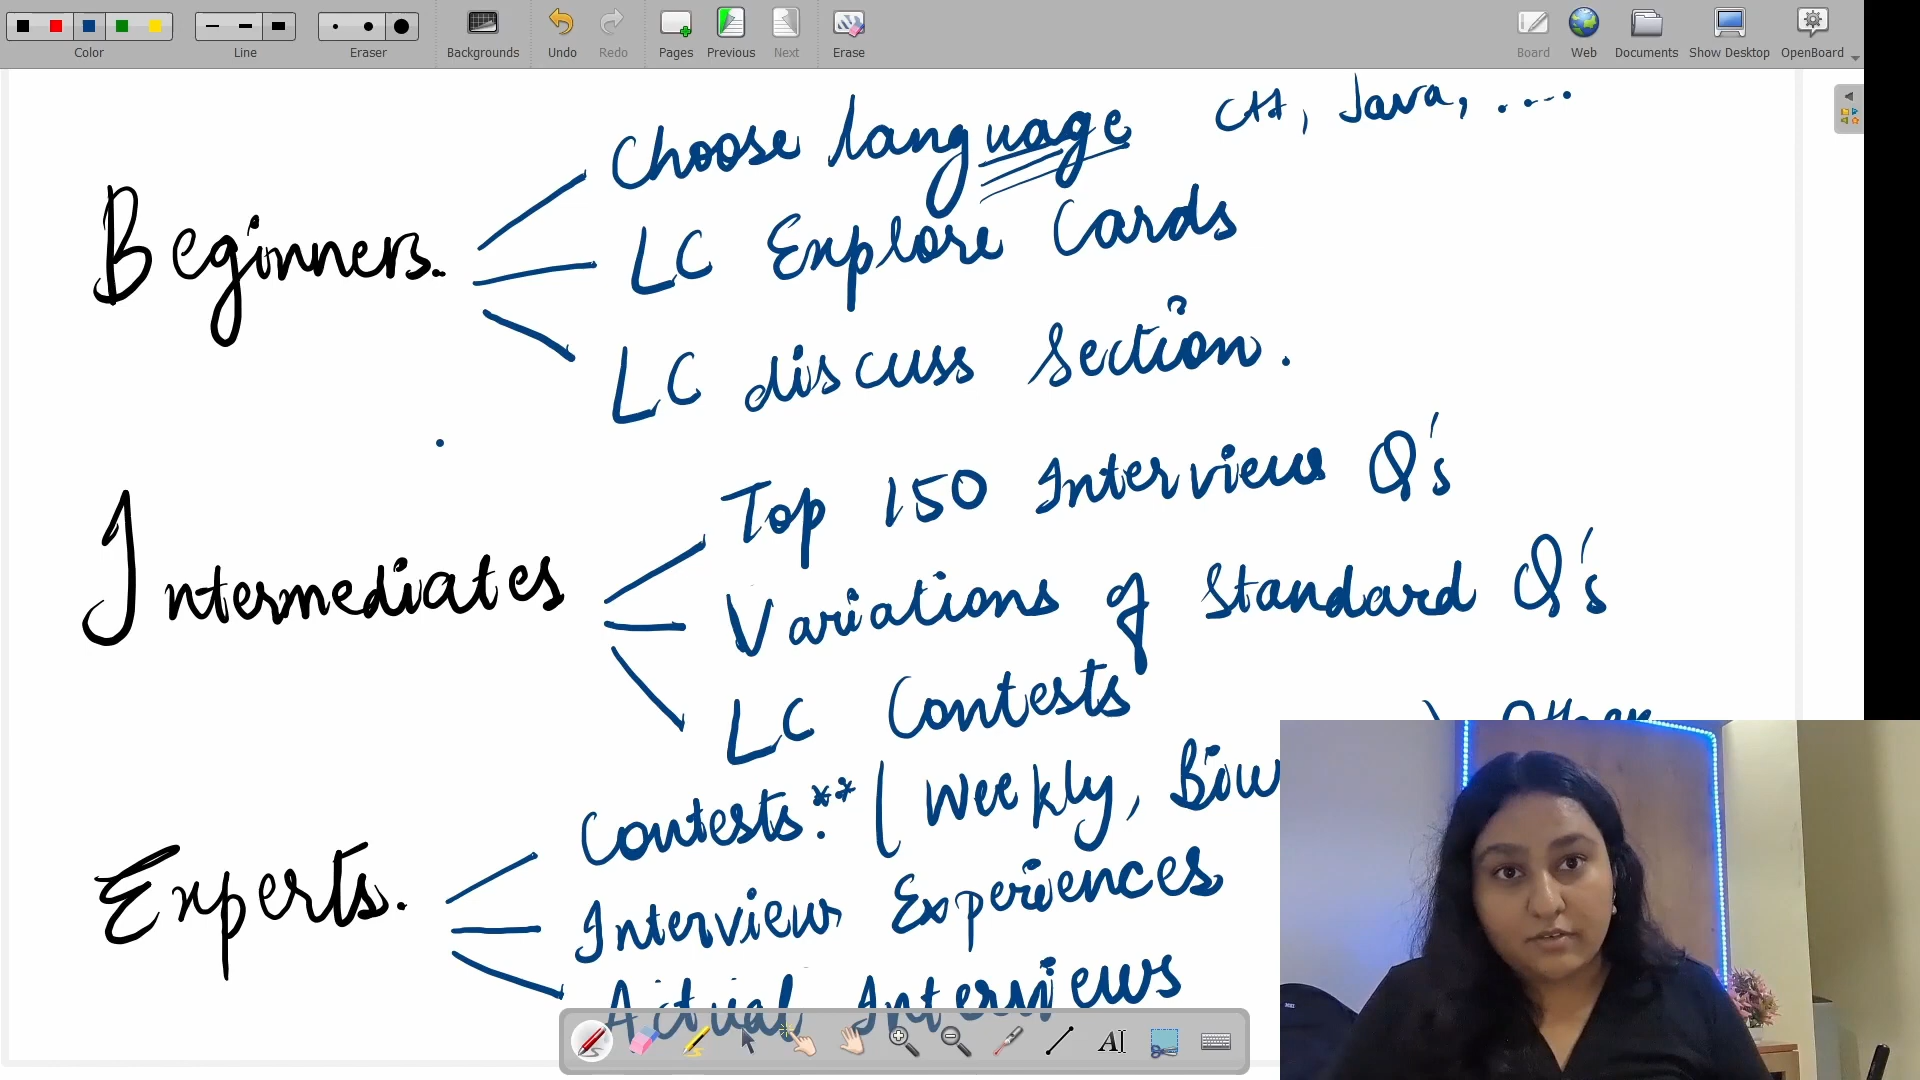 Color Line Eraser Backgrounds Undo Redo Pages Previous Next Erase Board Web Documents Show Desktop OpenBoard
Choose language C++, Java, ....
Beginners.
LC Explore Cards
LC discuss section.
Top 150 Interview Q's
Intermediates
Variations of Standard Q's
LC Contests
Other
Contests.** (Weekly, Biw
Experts.
Interview Experiences
Actual Interviews